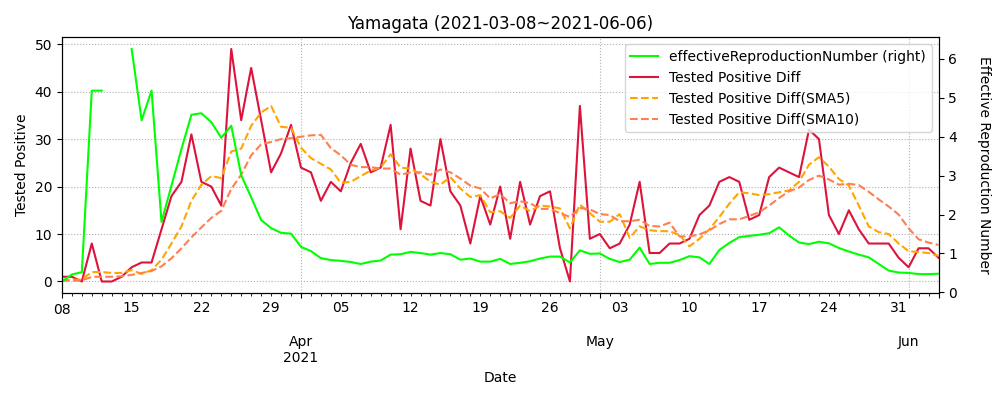 Yamagata (2021-03-08~2021-06-06)
effectiveReproductionNumber (right)
Tested Positive Diff
Tested Positive Diff(SMA5)
Tested Positive Diff(SMA10)
Tested Positive
50
40
30
20
10
0
Effective Reproduction Number
6
5
4
3
2
1
0
08 15 22 29 05 12 19 26 03 10 17 24 31
Apr May Jun
2021
Date